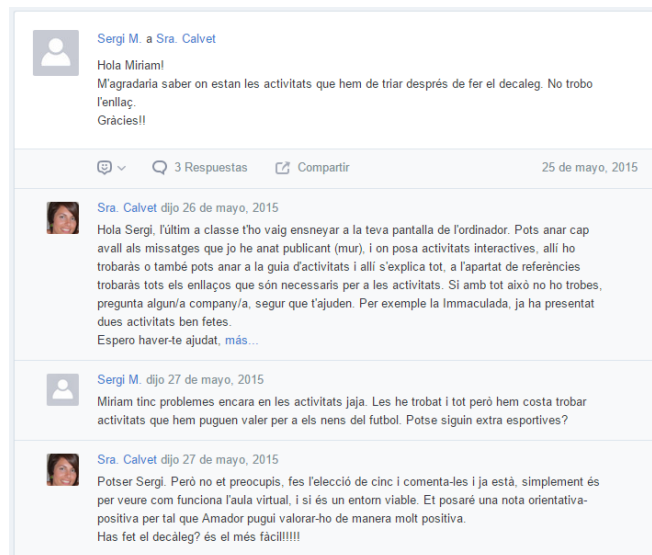 Sergi M. a Sra. Calvet
Hola Miriam!
M'agradaria saber on estan les activitats que hem de triar després de fer el decaleg. No trobo
l'enllaç.
Gràcies!!
3 Respuestas Compartir 25 de mayo, 2015
Sra. Calvet dijo 26 de mayo, 2015
Hola Sergi, l'últim a classe t'ho vaig ensneyar a la teva pantalla de l'ordinador. Pots anar cap
avall als missatges que jo he anat publicant (mur), i on posa activitats interactives, allí ho
trobaràs o també pots anar a la guia d'activitats i allí s'explica tot, a l'apartat de referències
trobaràs tots els enllaços que són necessaris per a les activitats. Si amb tot això no ho trobes,
pregunta algun/a company/a, segur que t'ajuden. Per exemple la Immaculada, ja ha presentat
dues activitats ben fetes.
Espero haver-te ajudat, más...
Sergi M. dijo 27 de mayo, 2015
Miriam tinc problemes encara en les activitats jaja. Les he trobat i tot però hem costa trobar
activitats que hem puguen valer per a els nens del futbol. Potse siguin extra esportives?
Sra. Calvet dijo 27 de mayo, 2015
Potser Sergi. Però no et preocupis, fes l'elecció de cinc i comenta-les i ja està, simplement és
per veure com funciona l'aula virtual, i si és un entorn viable. Et posaré una nota orientativa-
positiva per tal que Amador pugui valorar-ho de manera molt positiva.
Has fet el decàleg? és el més fàcil!!!!!